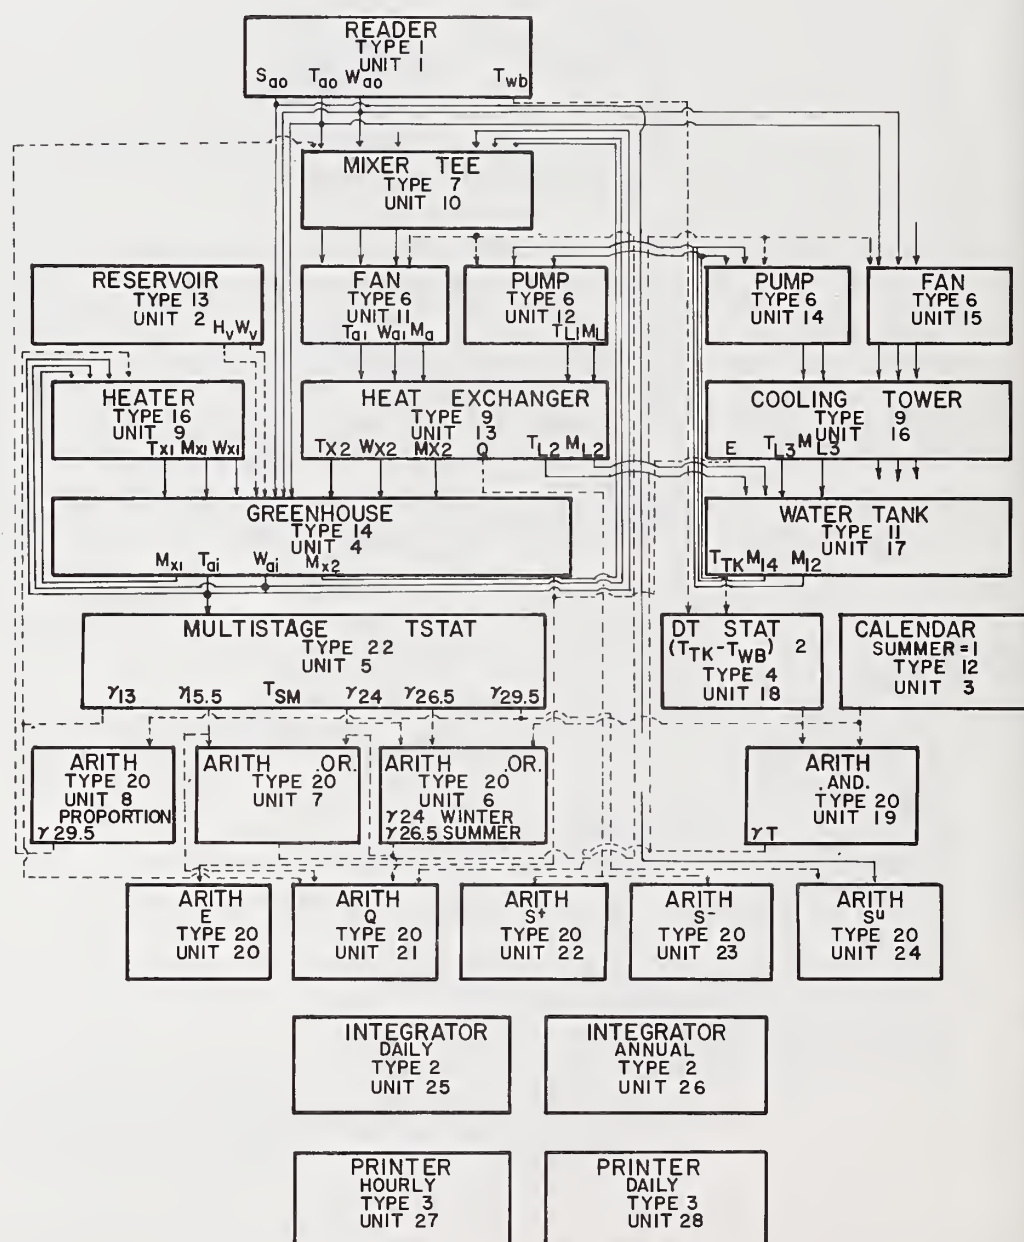 READER
TYPE 1
UNIT 1
Sao Tao Wao Twb
MIXER TEE
TYPE 7
UNIT 10
RESERVOIR
TYPE 13
UNIT 2
Hv Wv
FAN
TYPE 6
UNIT 11
Tai Wai Ma
PUMP
TYPE 6
UNIT 12
TL1 ML
PUMP
TYPE 6
UNIT 14
FAN
TYPE 6
UNIT 15
HEATER
TYPE 16
UNIT 9
Tx1 Mx1 Wx1
HEAT EXCHANGER
TYPE 9
UNIT 13
Tx2 Wx2 Mx2 Q TL2 ML2
COOLING TOWER
TYPE 9
UNIT 16
E TL3 ML3
GREENHOUSE
TYPE 14
UNIT 4
Mx1 Tai Wai Mx2
WATER TANK
TYPE 11
UNIT 17
TTK M14 M12
MULTISTAGE TSTAT
TYPE 22
UNIT 5
γ13 γ15.5 TSM γ24 γ26.5 γ29.5
DT STAT
(TTK-TWB) 2
TYPE 4
UNIT 18
CALENDAR
SUMMER=1
TYPE 12
UNIT 3
ARITH
TYPE 20
UNIT 8
PROPORTION
γ 29.5
ARITH .OR.
TYPE 20
UNIT 7
ARITH .OR.
TYPE 20
UNIT 6
γ24 WINTER
γ26.5 SUMMER
ARITH
.AND.
TYPE 20
UNIT 19
γT
ARITH
E
TYPE 20
UNIT 20
ARITH
Q
TYPE 20
UNIT 21
ARITH
S+
TYPE 20
UNIT 22
ARITH
S-
TYPE 20
UNIT 23
ARITH
Su
TYPE 20
UNIT 24
INTEGRATOR
DAILY
TYPE 2
UNIT 25
INTEGRATOR
ANNUAL
TYPE 2
UNIT 26
PRINTER
HOURLY
TYPE 3
UNIT 27
PRINTER
DAILY
TYPE 3
UNIT 28